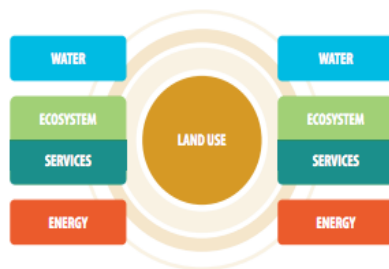 WATER
ECOSYSTEM
SERVICES
ENERGY
LAND USE
WATER
ECOSYSTEM
SERVICES
ENERGY